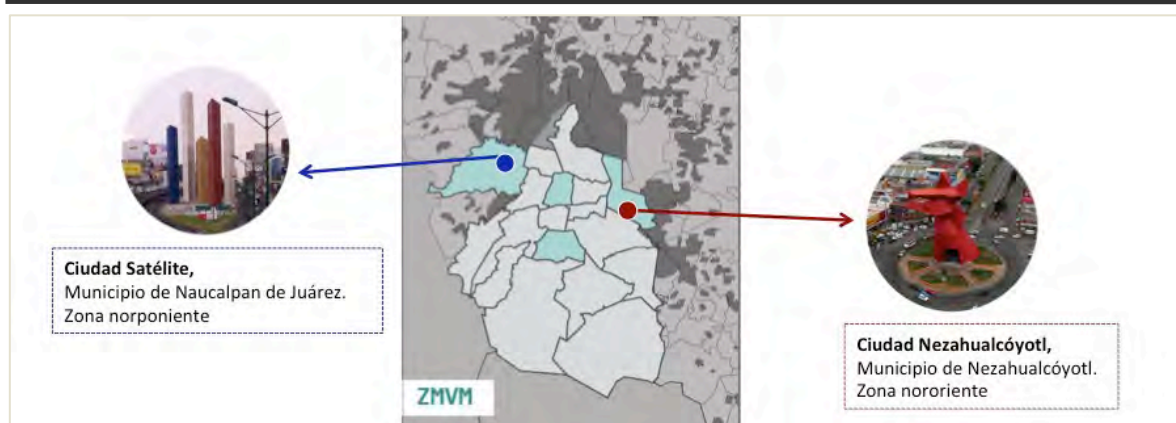 Ciudad Satélite,
Municipio de Naucalpan de Juárez.
Zona norponiente
ZMVM
Ciudad Nezahualcóyotl,
Municipio de Nezahualcóyotl.
Zona nororiente